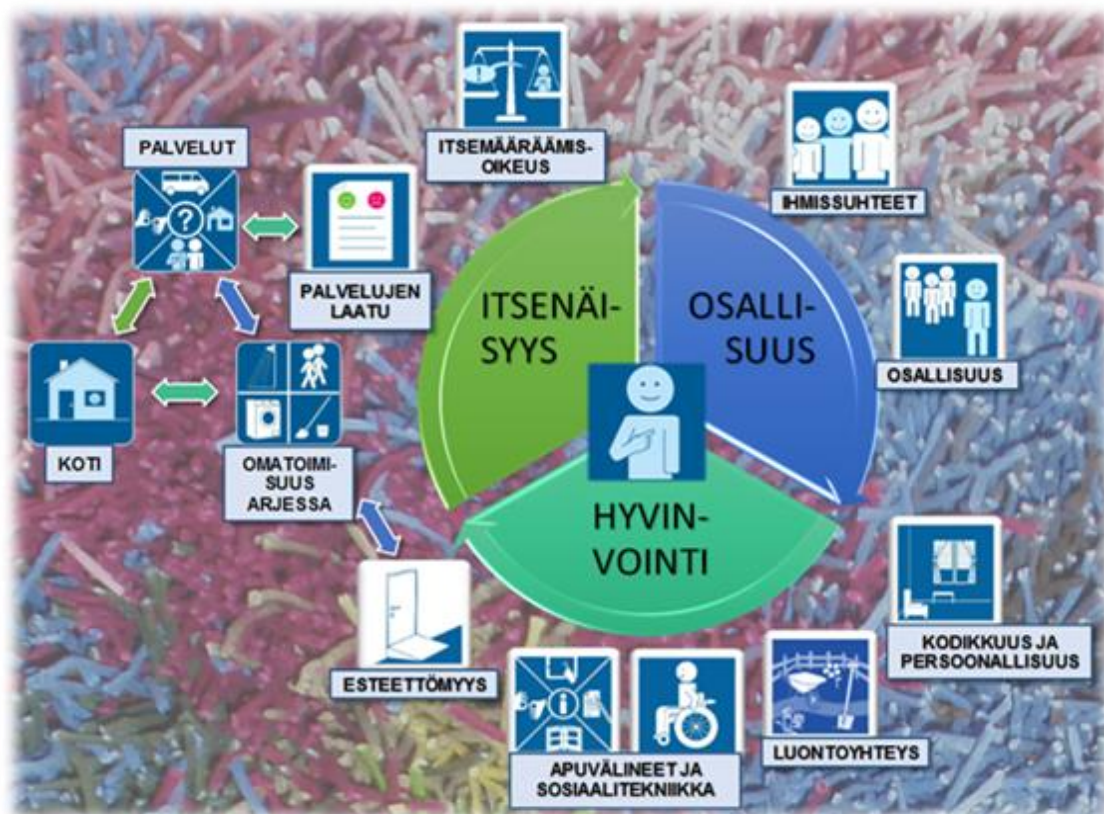 ITSEMÄÄRÄÄMIS-
OIKEUS
IHMISSUHTEET
PALVELUT
PALVELUJEN
LAATU
ITSENÄI-
SYYS
OSALLI-
SUUS
OSALLISUUS
KOTI
OMATOIMI-
SUUS
ARJESSA
HYVIN-
VOINTI
ESTEETTÖMYYS
KODIKKUUS JA
PERSOONALLISUUS
LUONTOYHTEYS
APUVÄLINEET JA
SOSIAALITEKNIIKKA